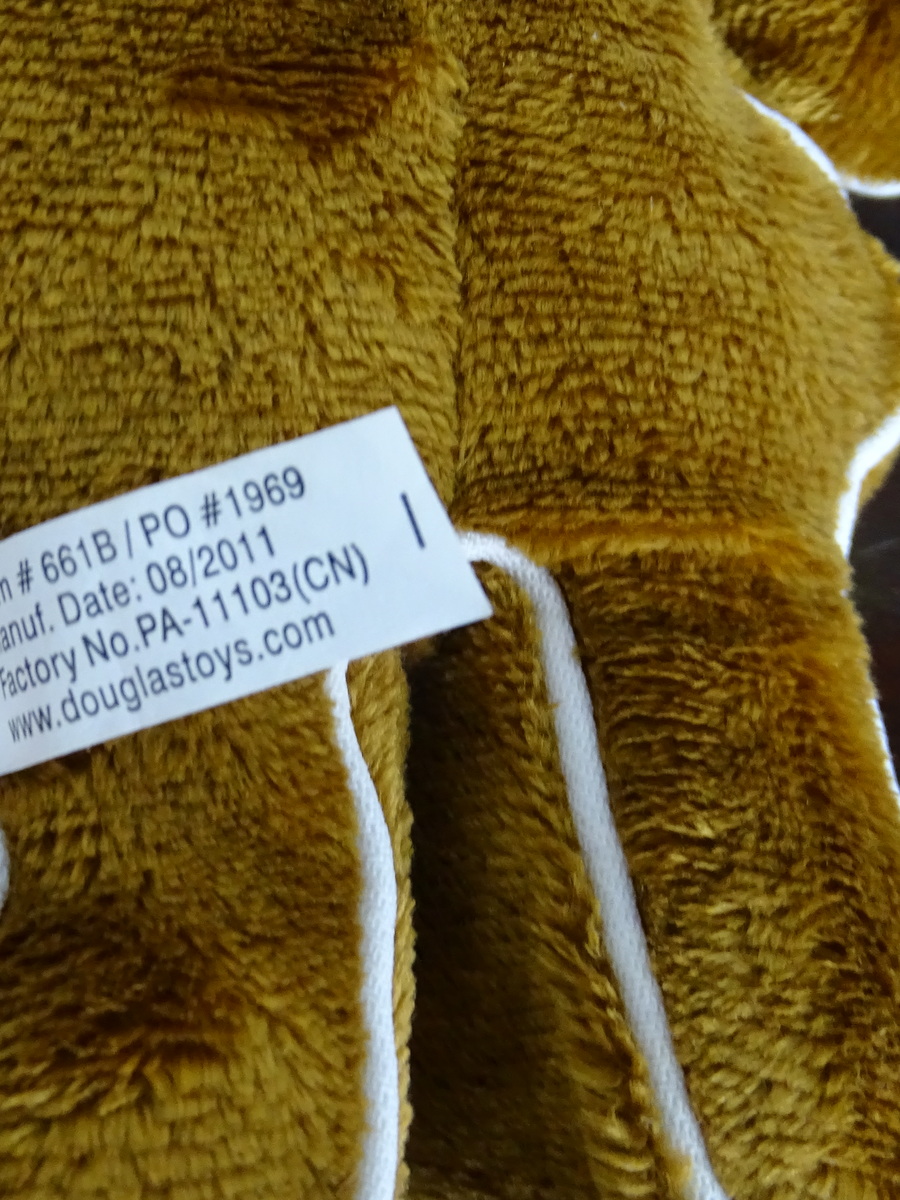 m # 661B / PO #1969
anuf. Date: 08/2011
Factory No.PA-11103(CN)
www.douglastoys.com